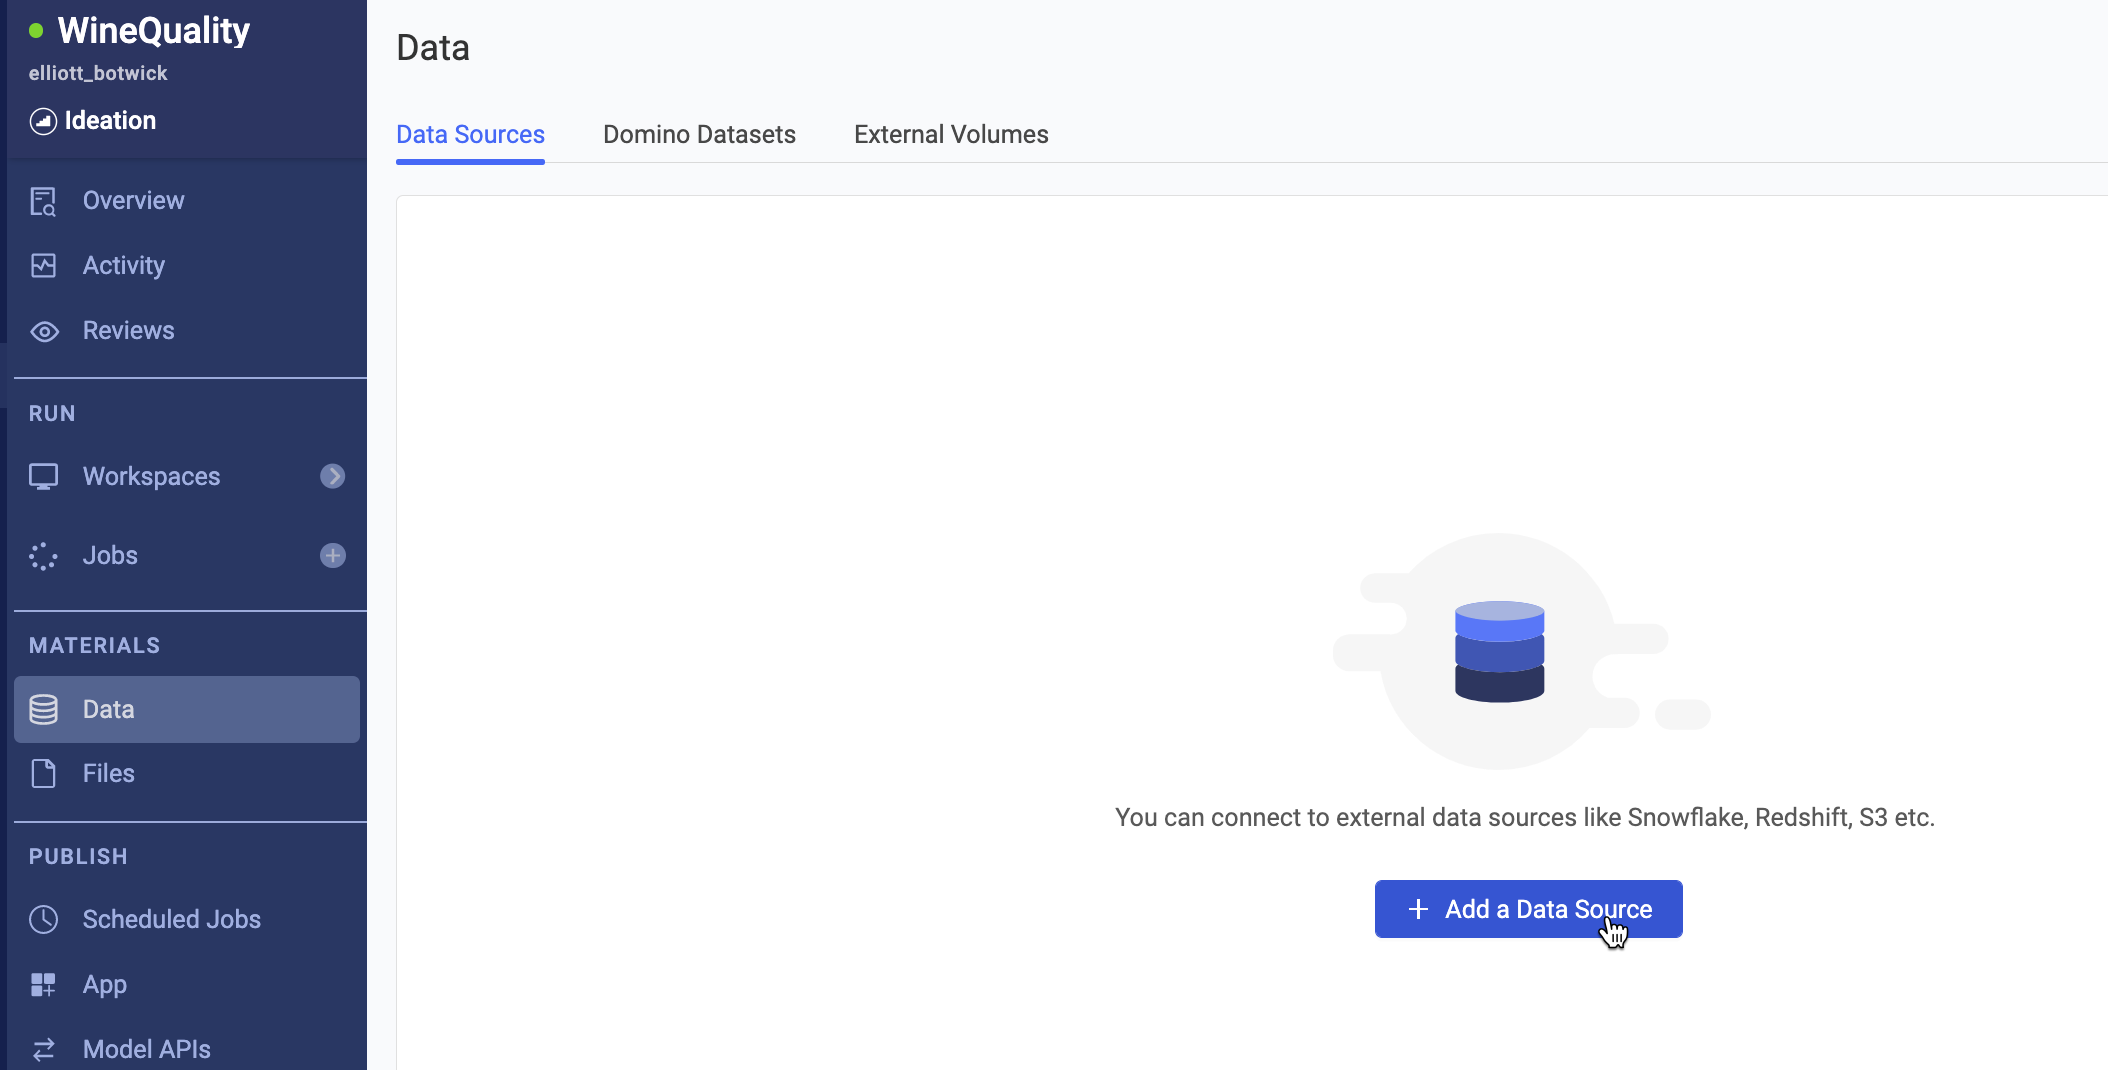 WineQuality
elliott_botwick
Ideation
Overview
Activity
Reviews
RUN
Workspaces
Jobs
MATERIALS
Data
Files
PUBLISH
Scheduled Jobs
App
Model APIs
Data
Data Sources
Domino Datasets
External Volumes
You can connect to external data sources like Snowflake, Redshift, S3 etc.
+ Add a Data Source